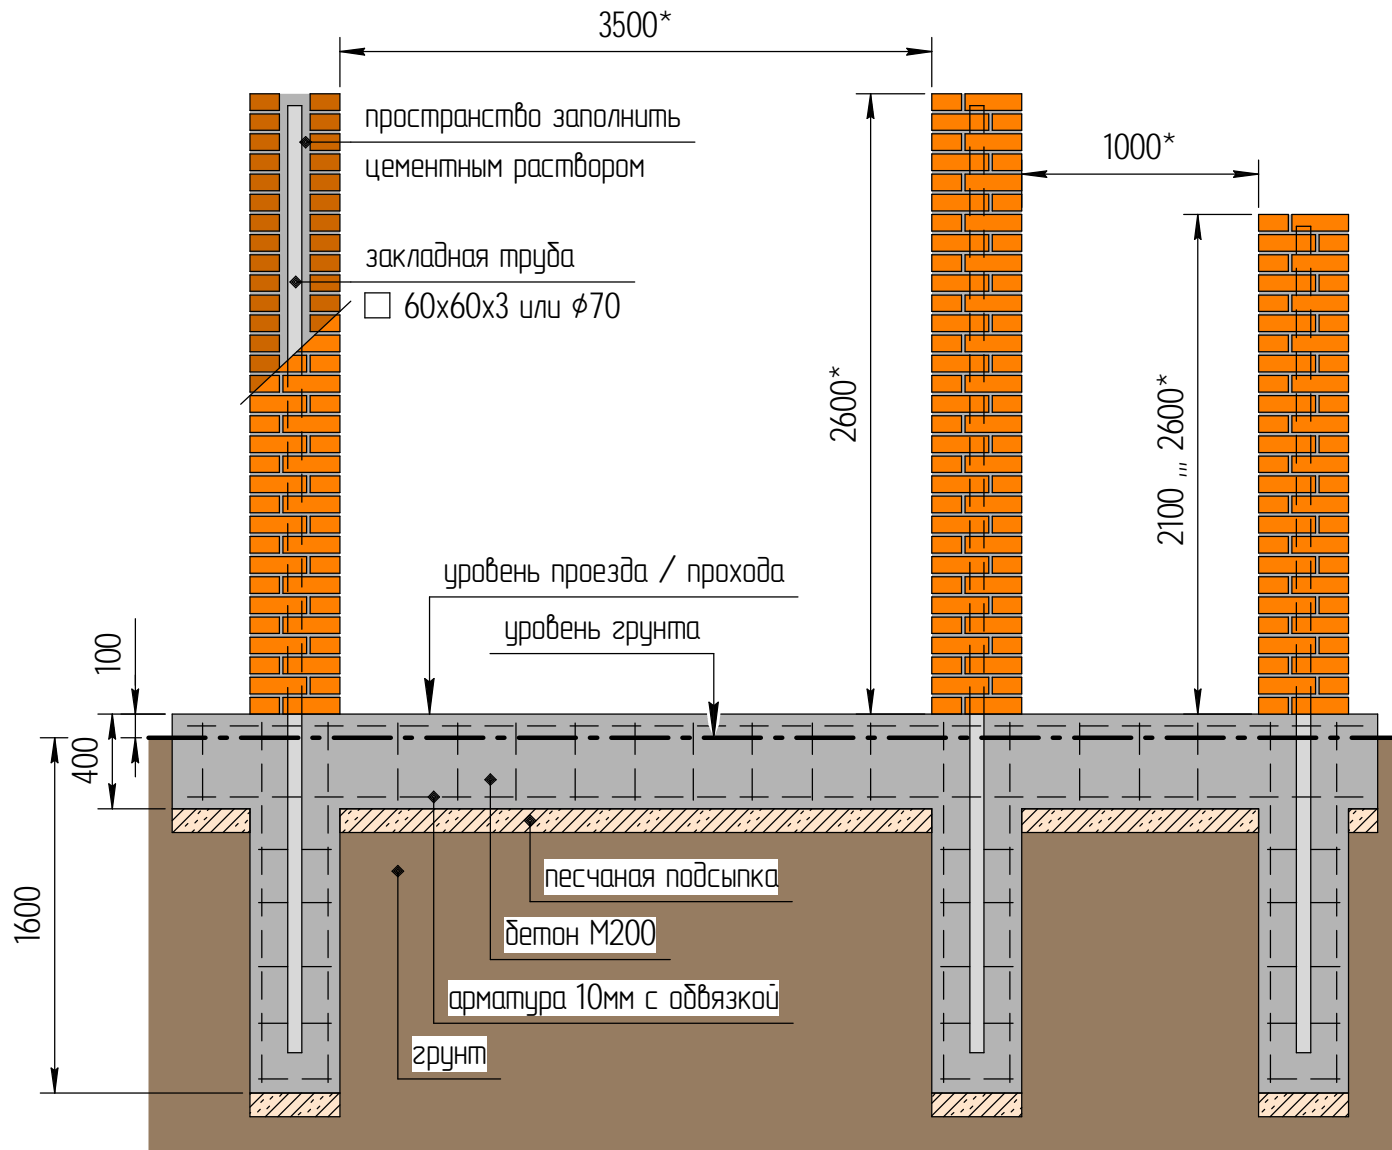 3500*
пространство заполнить
цементным раствором
1000*
закладная труба
□ 60х60х3 или ϕ70
2600*
2100 ... 2600*
уровень проезда / прохода
уровень грунта
100
400
1600
песчаная подсыпка
бетон М200
арматура 10мм с обвязкой
грунт